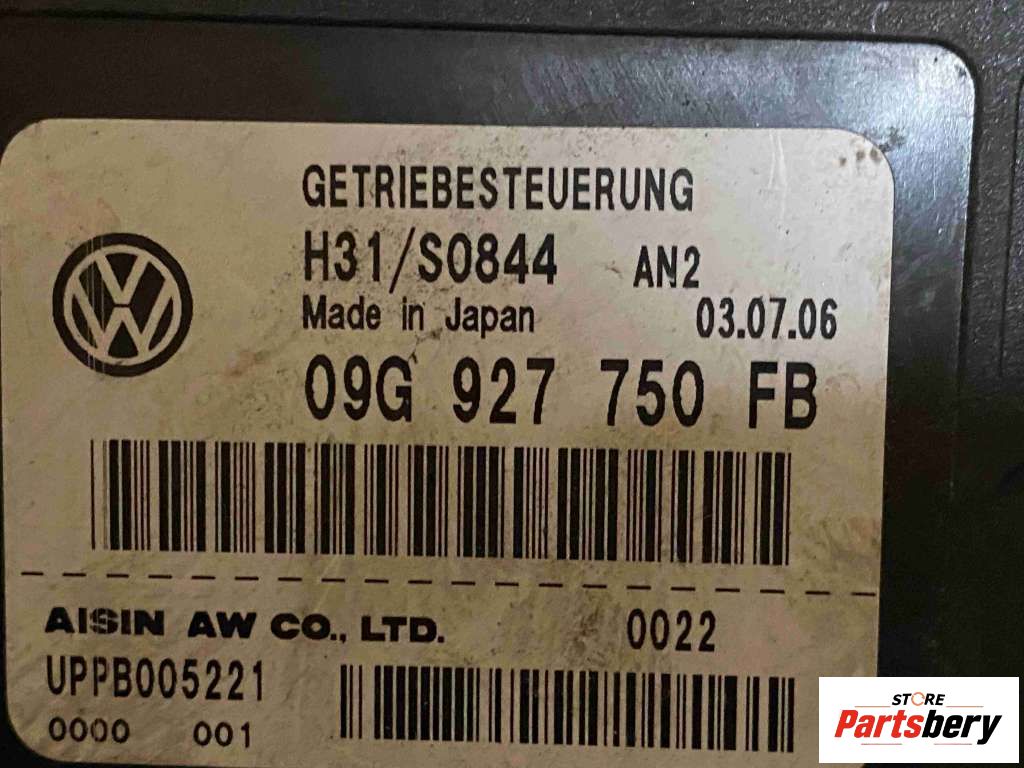 GETRIEBESTEUERUNG
H31/S0844 AN2
Made in Japan 03.07.06
09G 927 750 FB
AISIN AW CO., LTD. 0022
UPPB005221
0000 001
STORE
Partsbery